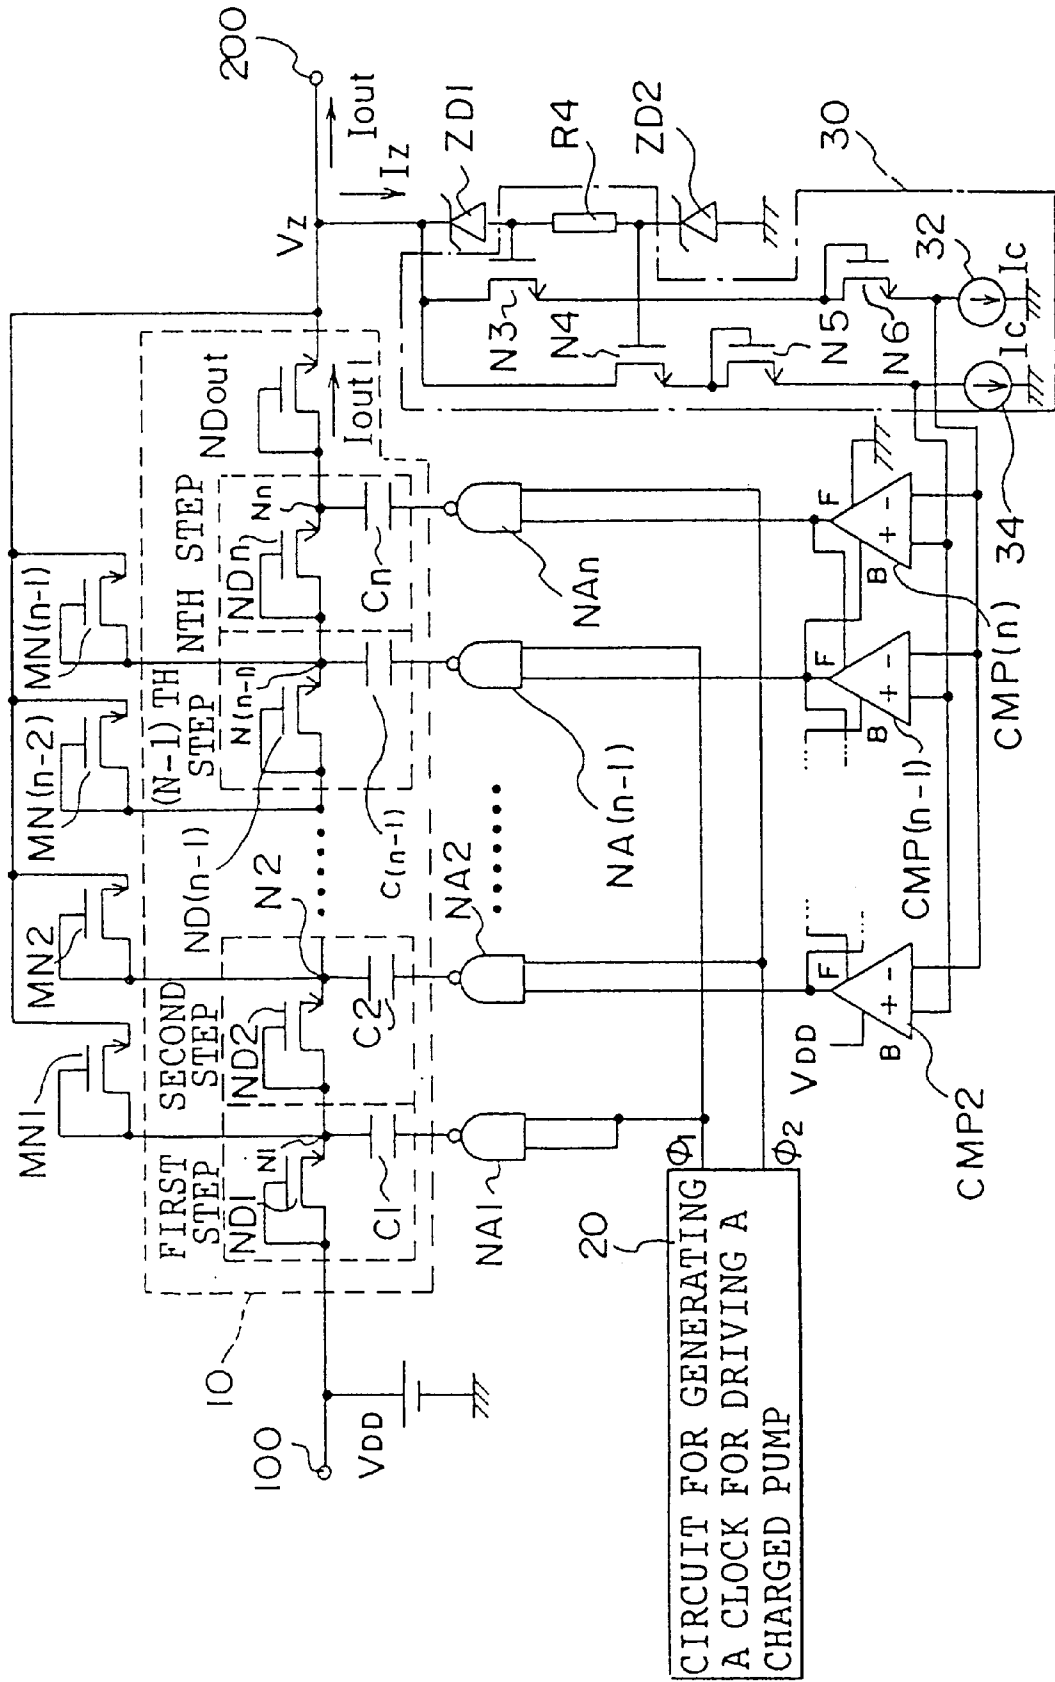 MN1
MN2
MN(n-2)
MN(n-1)
200
10
FIRST
STEP
SECOND
STEP
ND(n-1)
(N-1)TH
STEP
NTH STEP
NDout
Vz
Iout
Iz
100
VDD
ND1
N1
ND2
N2
N(n-n
NDn
Nn
Iout1
ZD1
C1
C2
C(n-1)
Cn
R4
N3
N4
ZD2
NA1
NA2
NA(n-1)
NAn
N5
N6
30
32
Ic
Ic
34
20
CIRCUIT FOR GENERATING
A CLOCK FOR DRIVING A
CHARGED PUMP
Φ1
Φ2
VDD
F
B
+ -
CMP2
F
B
+ -
CMP(n-1)
F
B
+ -
CMP(n)